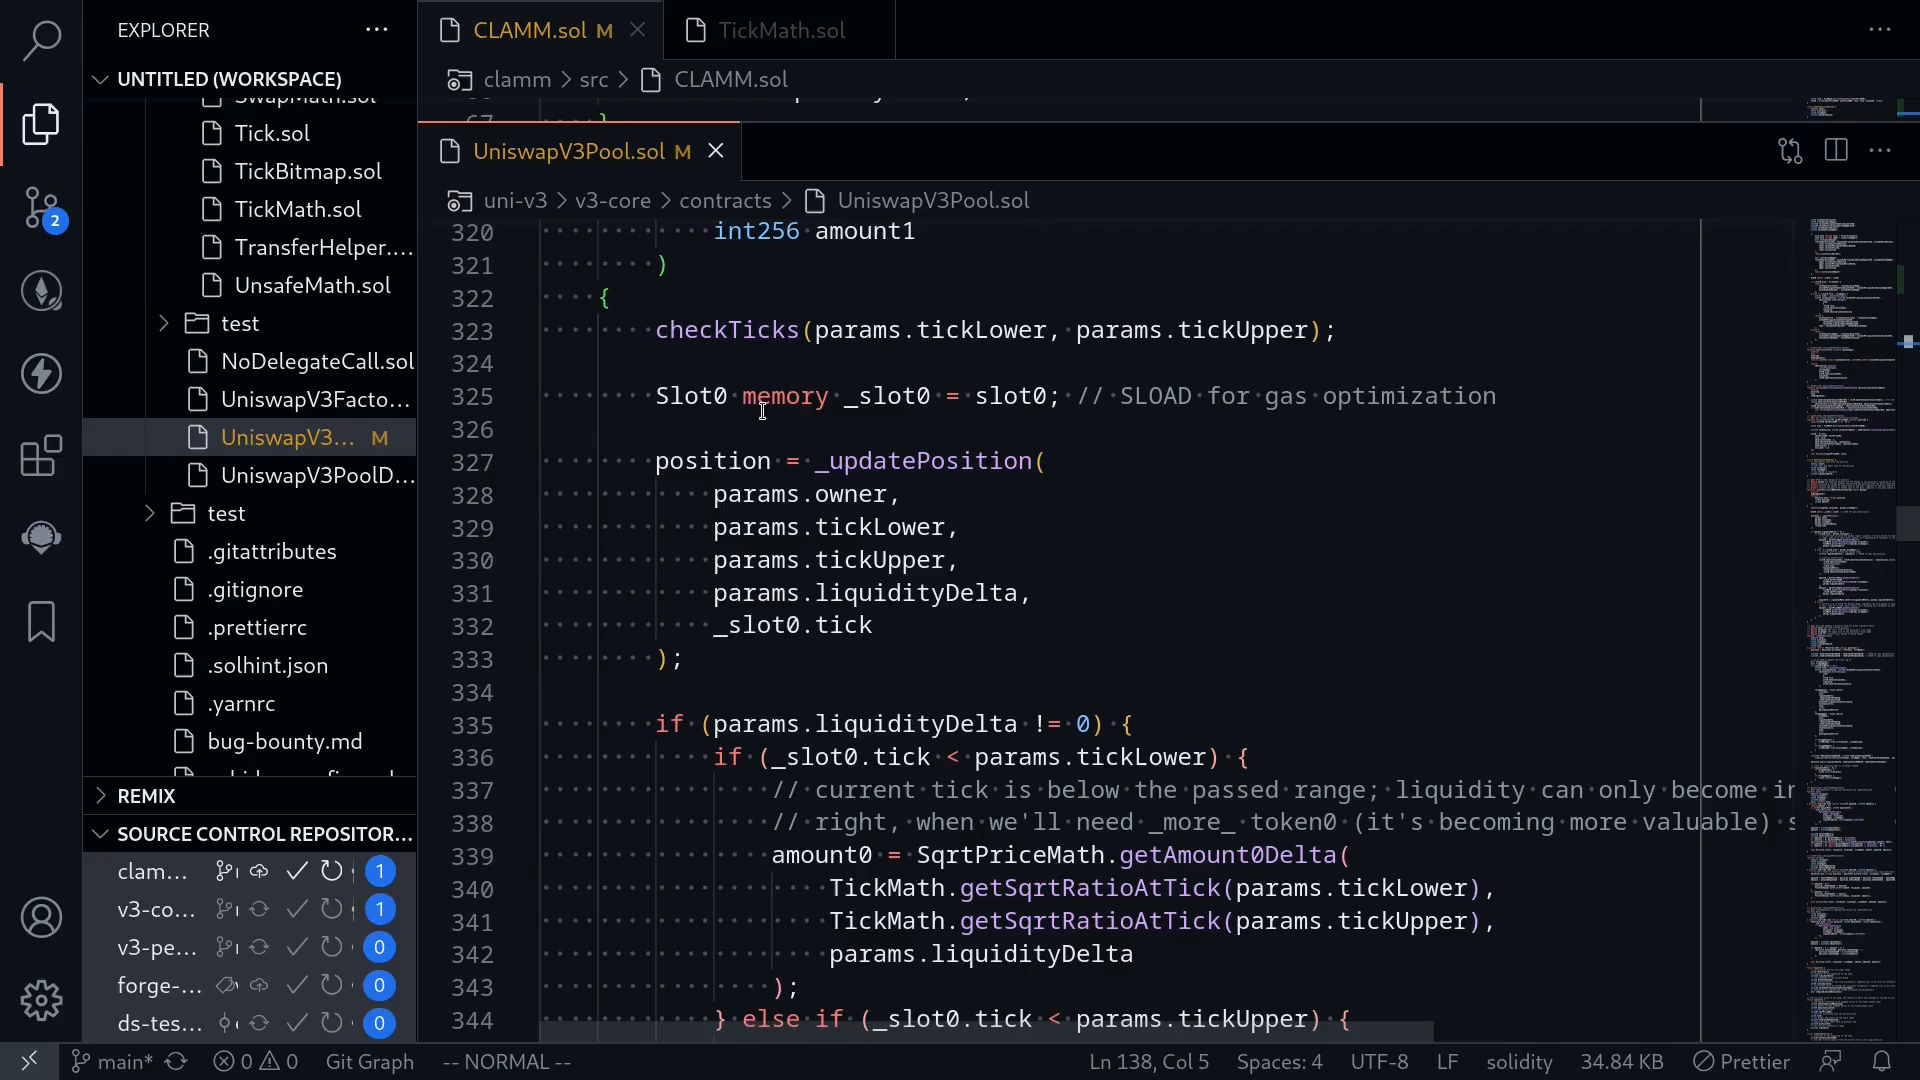 EXPLORER
UNTITLED (WORKSPACE)
SwapMath.sol
Tick.sol
TickBitmap.sol
TickMath.sol
TransferHelper....
UnsafeMath.sol
test
NoDelegateCall.sol
UniswapV3Facto...
UniswapV3... M
UniswapV3PoolD...
test
.gitattributes
.gitignore
.prettierrc
.solhint.json
.yarnrc
bug-bounty.md
REMIX
SOURCE CONTROL REPOSITOR...
clam... 1
v3-co... 1
v3-pe... 0
forge-... 0
ds-tes... 0
2
CLAMM.sol M
TickMath.sol
clamm > src > CLAMM.sol
67 }
UniswapV3Pool.sol M
uni-v3 > v3-core > contracts > UniswapV3Pool.sol
320 int256 amount1
321 )
322 {
323 checkTicks(params.tickLower, params.tickUpper);
324
325 Slot0 memory _slot0 = slot0; // SLOAD for gas optimization
326
327 position = _updatePosition(
328 params.owner,
329 params.tickLower,
330 params.tickUpper,
331 params.liquidityDelta,
332 _slot0.tick
333 );
334
335 if (params.liquidityDelta != 0) {
336 if (_slot0.tick < params.tickLower) {
337 // current tick is below the passed range; liquidity can only become in
338 // right, when we'll need _more_ token0 (it's becoming more valuable) s
339 amount0 = SqrtPriceMath.getAmount0Delta(
340 TickMath.getSqrtRatioAtTick(params.tickLower),
341 TickMath.getSqrtRatioAtTick(params.tickUpper),
342 params.liquidityDelta
343 );
344 } else if (_slot0.tick < params.tickUpper) {
main* 0 0 Git Graph -- NORMAL -- Ln 138, Col 5 Spaces: 4 UTF-8 LF solidity 34.84 KB Prettier